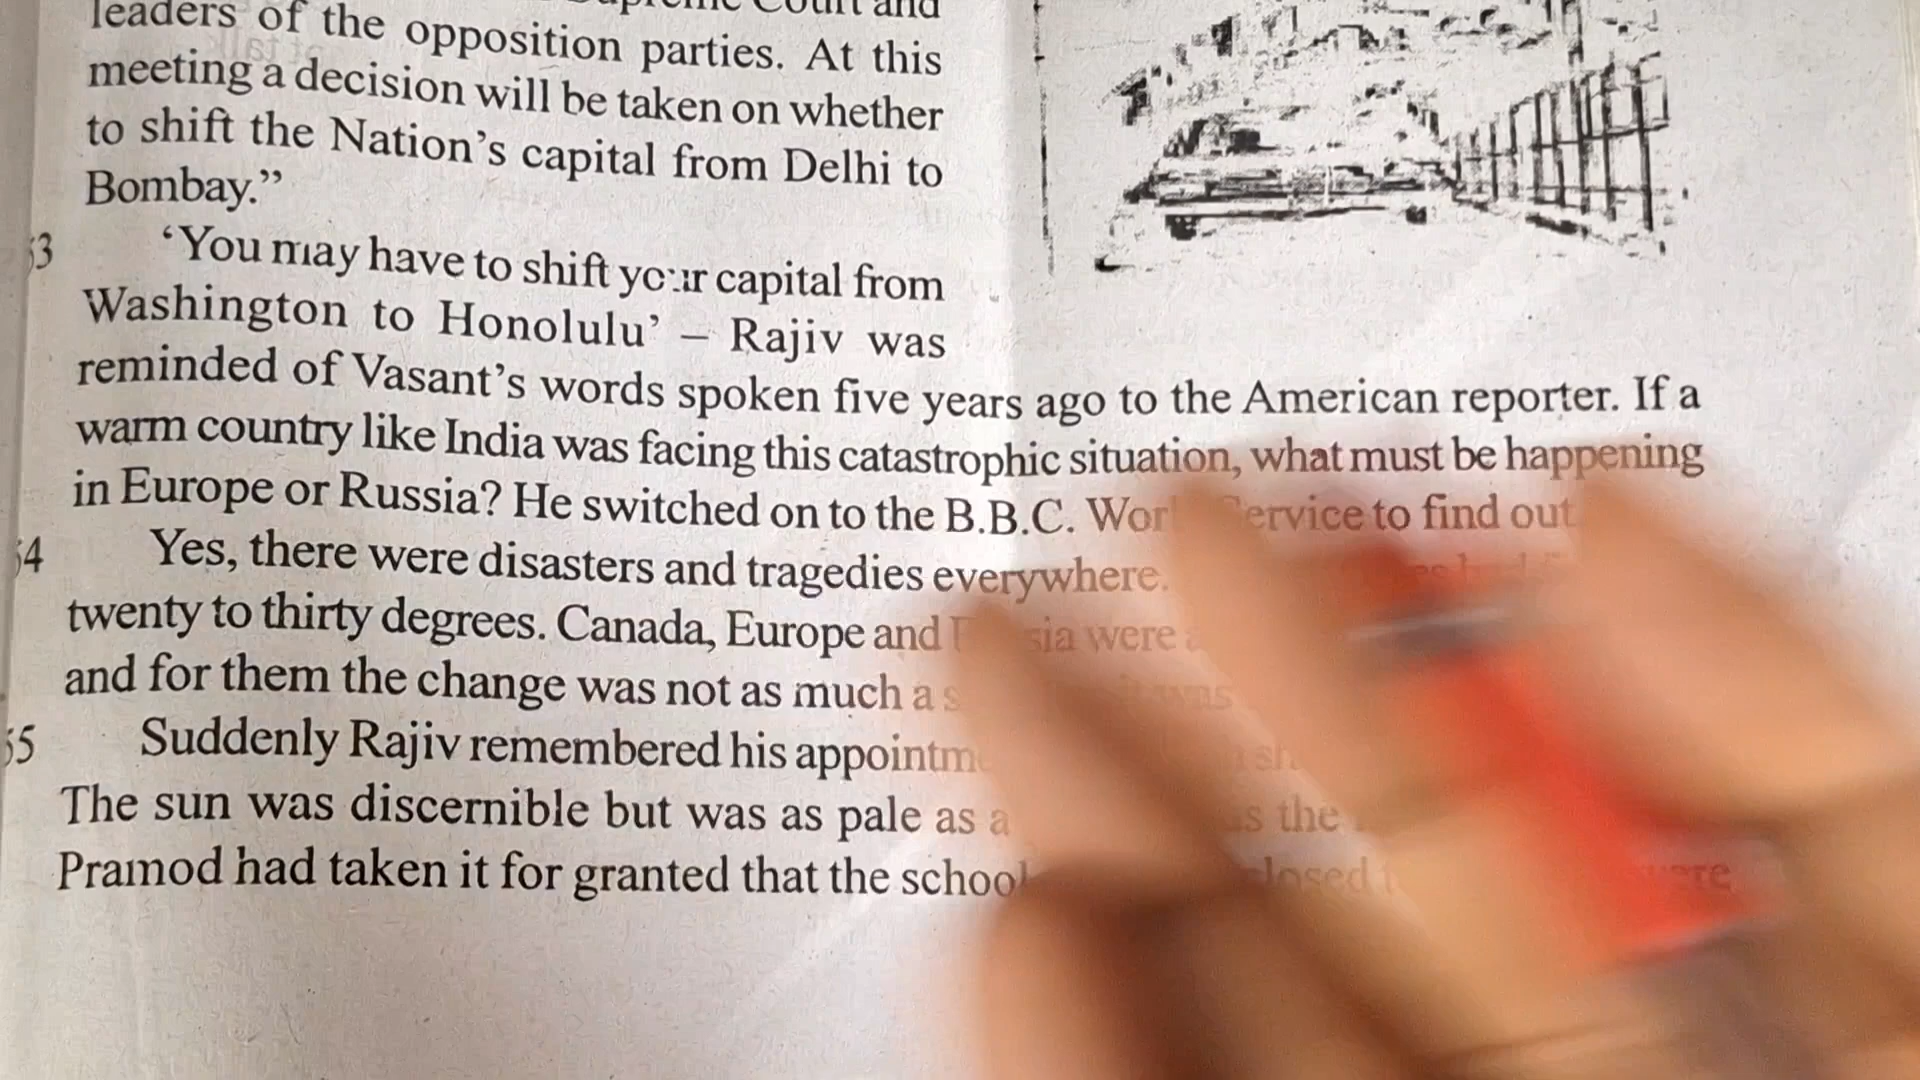 leaders of the opposition parties. At this
meeting a decision will be taken on whether
to shift the Nation's capital from Delhi to
Bombay.”
‘You may have to shift your capital from
Washington to Honolulu’ – Rajiv was
reminded of Vasant's words spoken five years ago to the American reporter. If a
warm country like India was facing this catastrophic situation, what must be happening
in Europe or Russia? He switched on to the B.B.C. Service to find out
Yes, there were disasters and tragedies everywhere.
twenty to thirty degrees. Canada, Europe and were
and for them the change was not as much a was
Suddenly Rajiv remembered his
The sun was discernible but was as pale as a the
Pramod had taken it for granted that the school closed